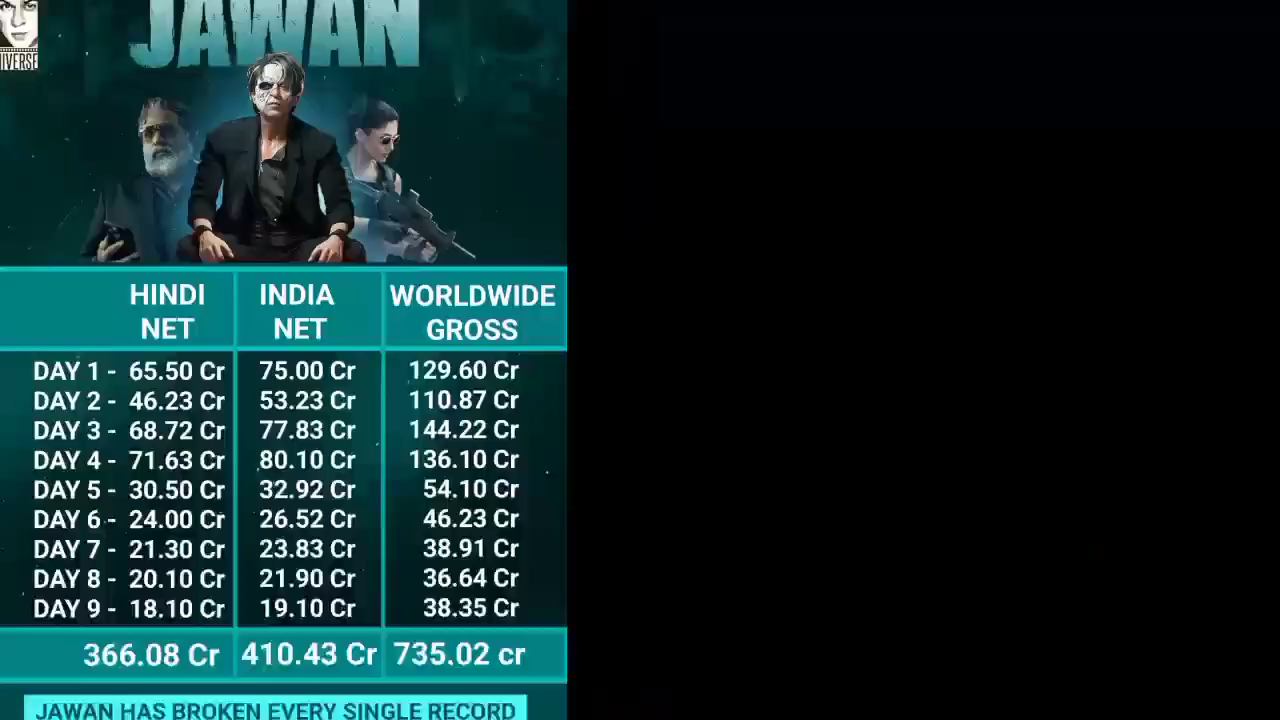 JAWAN
IVERSE
HINDI NET INDIA NET WORLDWIDE GROSS
DAY 1 - 65.50 Cr 75.00 Cr 129.60 Cr
DAY 2 - 46.23 Cr 53.23 Cr 110.87 Cr
DAY 3 - 68.72 Cr 77.83 Cr 144.22 Cr
DAY 4 - 71.63 Cr 80.10 Cr 136.10 Cr
DAY 5 - 30.50 Cr 32.92 Cr 54.10 Cr
DAY 6 - 24.00 Cr 26.52 Cr 46.23 Cr
DAY 7 - 21.30 Cr 23.83 Cr 38.91 Cr
DAY 8 - 20.10 Cr 21.90 Cr 36.64 Cr
DAY 9 - 18.10 Cr 19.10 Cr 38.35 Cr
366.08 Cr 410.43 Cr 735.02 cr
JAWAN HAS BROKEN EVERY SINGLE RECORD